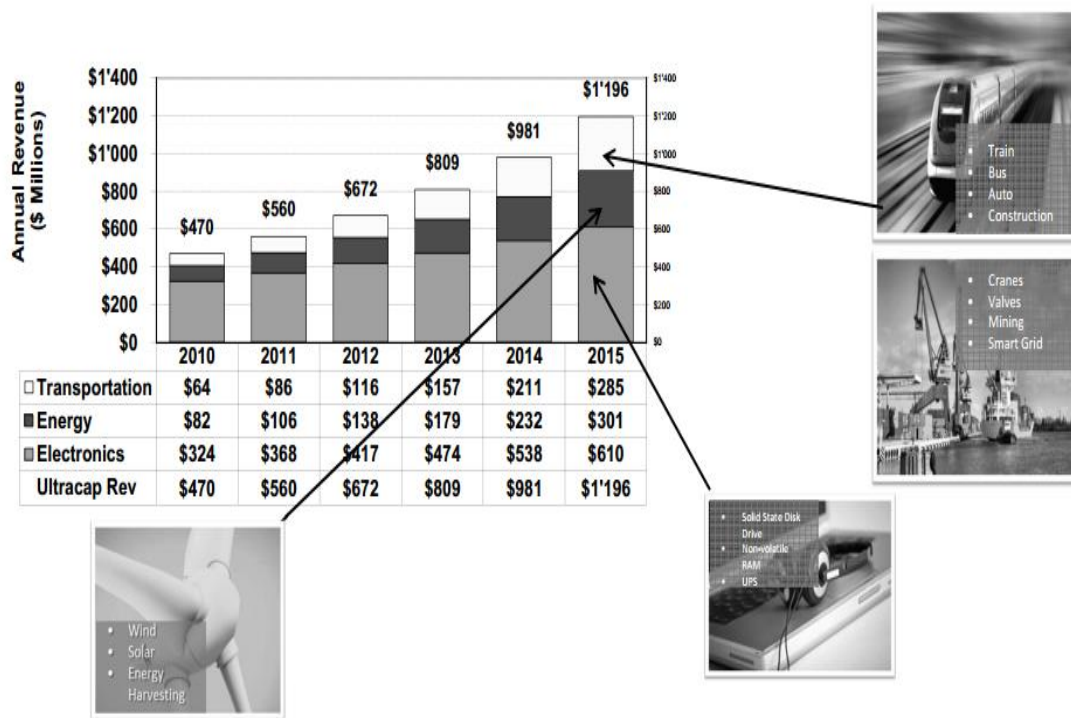 Annual Revenue
($ Millions)
$1'400
$1'200
$1'000
$800
$600
$400
$200
$0
$470
$560
$672
$809
$981
$1'196
$1'400
$1'200
$1'000
$800
$600
$400
$200
$0
2010 2011 2012 2013 2014 2015
Transportation $64 $86 $116 $157 $211 $285
Energy $82 $106 $138 $179 $232 $301
Electronics $324 $368 $417 $474 $538 $610
Ultracap Rev $470 $560 $672 $809 $981 $1'196
• Train
• Bus
• Auto
• Construction
• Cranes
• Valves
• Mining
• Smart Grid
• Wind
• Solar
• Energy
Harvesting
• Solid State Disk
Drive
• Non-volatile
RAM
• UPS